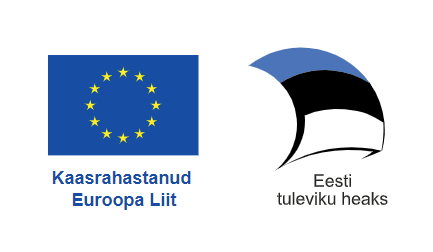 Kaasrahastanud
Euroopa Liit
Eesti
tuleviku heaks